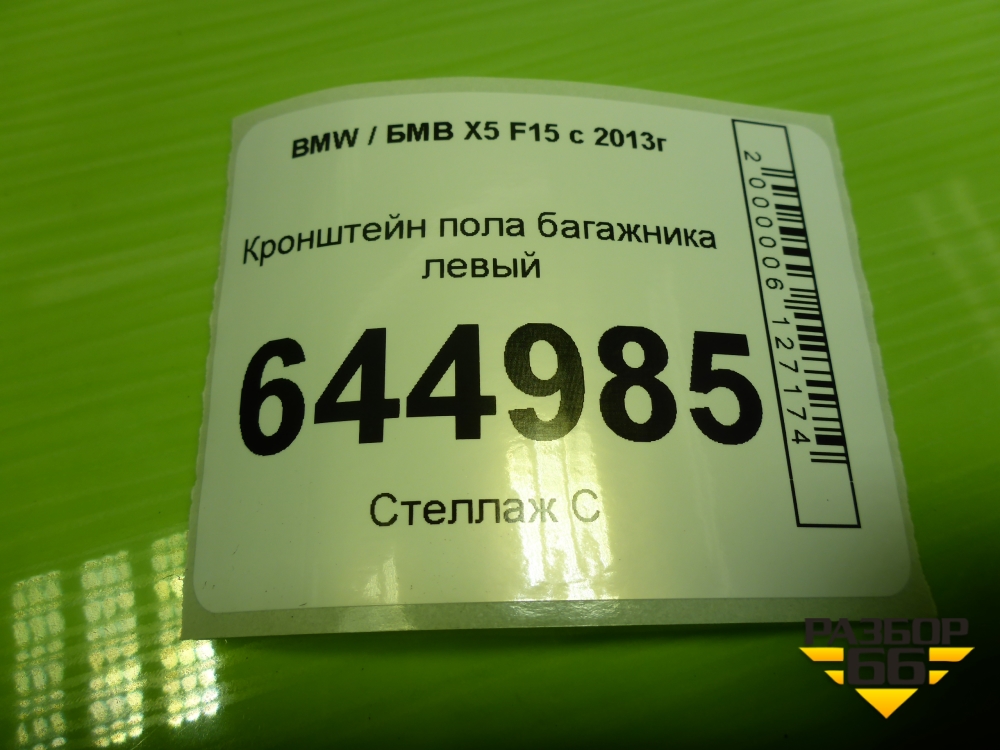 BMW / БМВ X5 F15 с 2013г
Кронштейн пола багажника
левый
644985
Стеллаж С
2000006127174
РАЗБОР
66